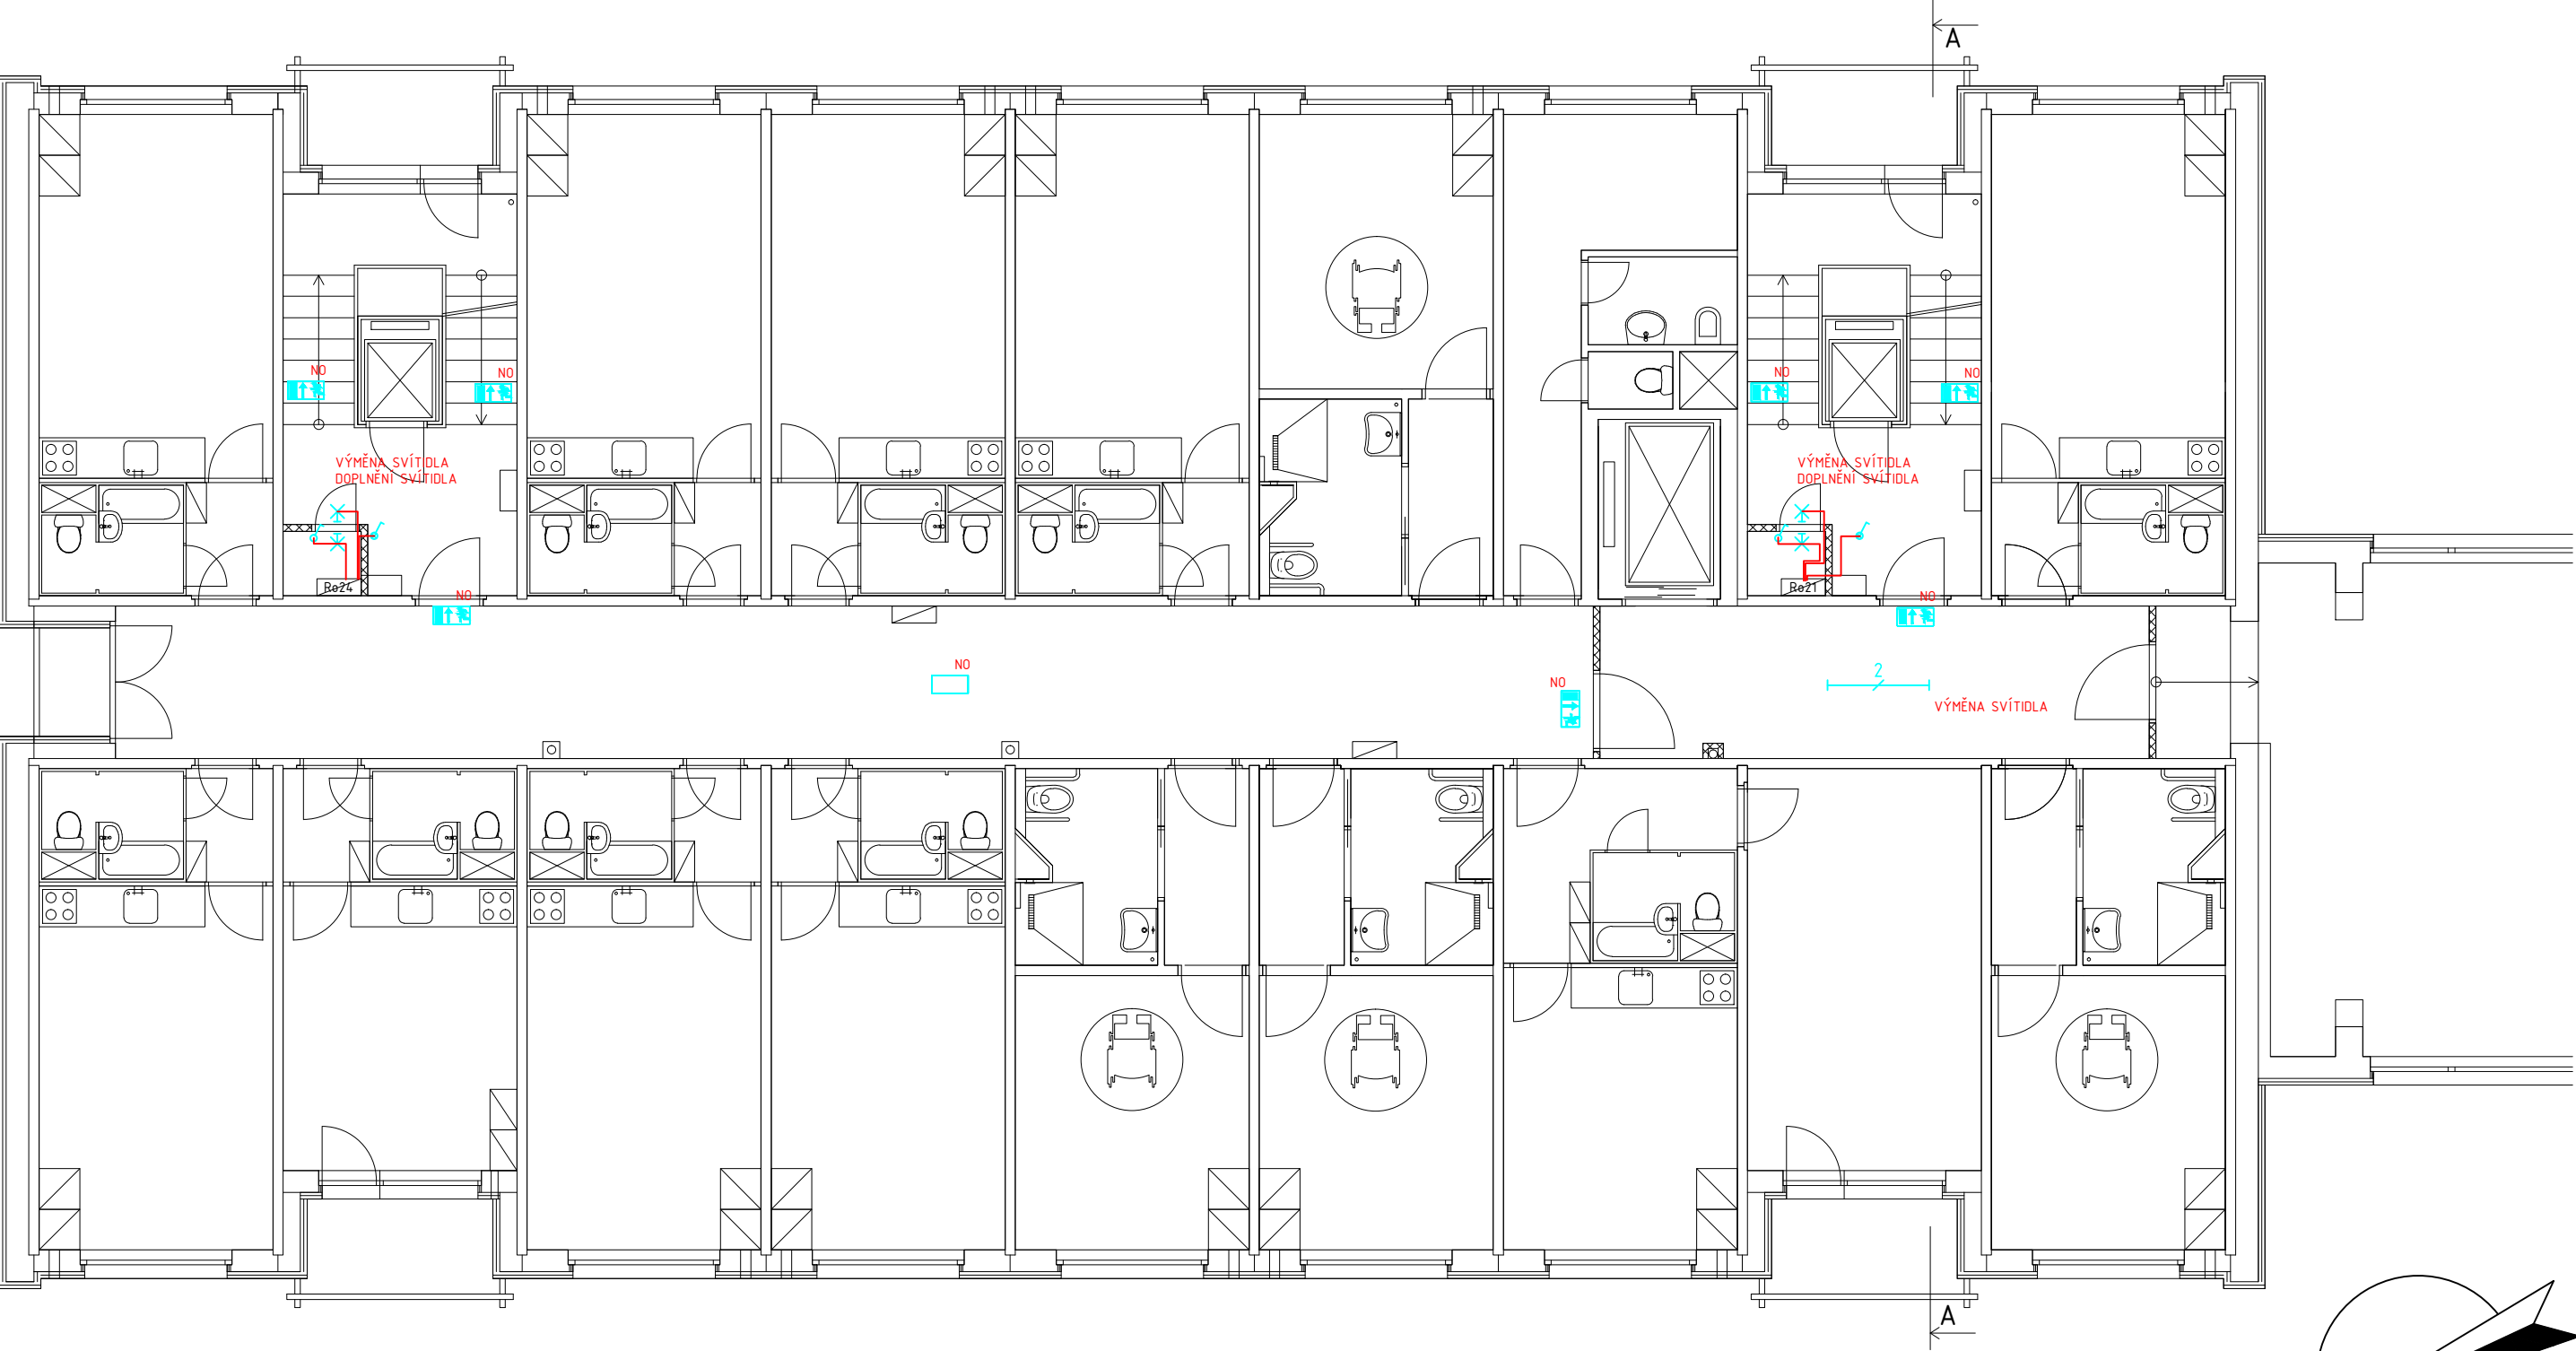 A
NO
NO
NO
NO
VÝMĚNA SVÍTIDLA
DOPLNĚNÍ SVÍTIDLA
VÝMĚNA SVÍTIDLA
DOPLNĚNÍ SVÍTIDLA
Ro24
Ro21
NO
NO
NO
NO
2
VÝMĚNA SVÍTIDLA
A